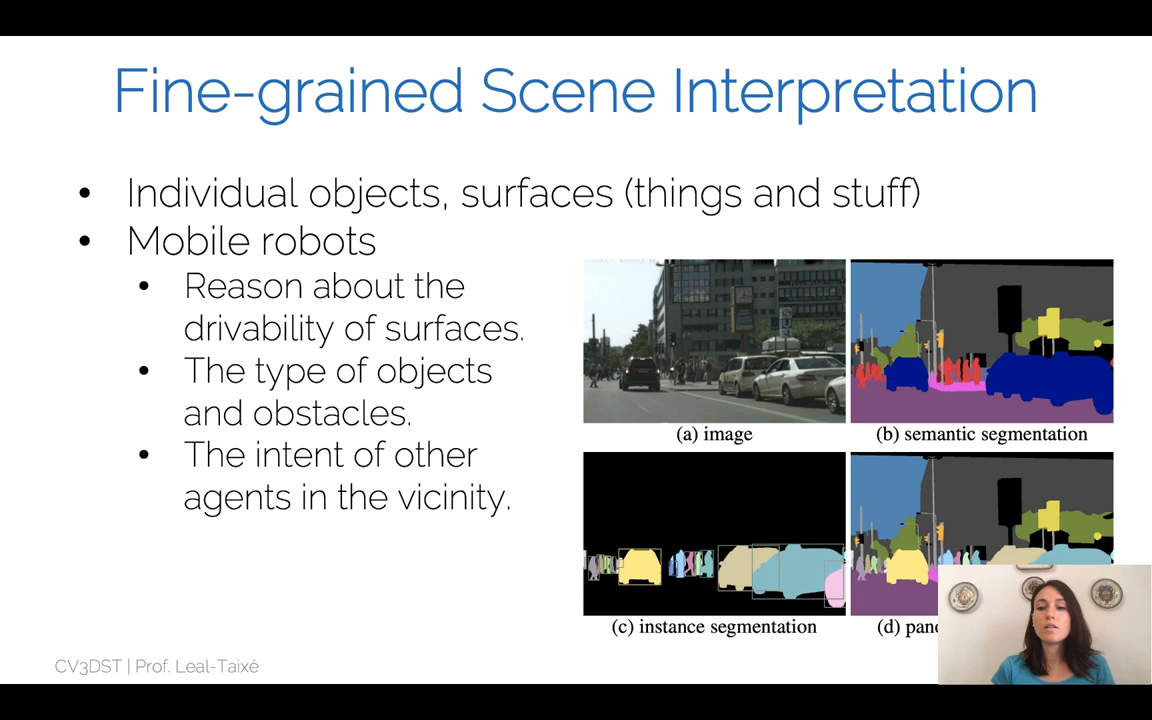 Fine-grained Scene Interpretation
• Individual objects, surfaces (things and stuff)
• Mobile robots
• Reason about the
drivability of surfaces.
• The type of objects
and obstacles.
• The intent of other
agents in the vicinity.
(a) image
(b) semantic segmentation
(c) instance segmentation
(d) pano
CV3DST | Prof. Leal-Taixé